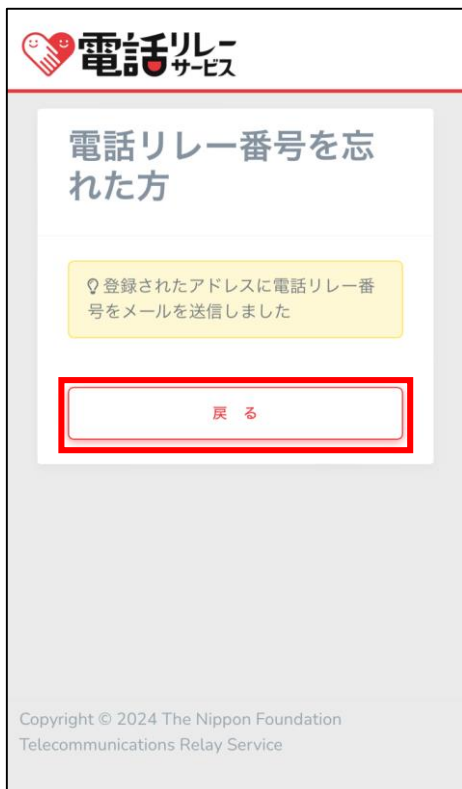 電話リレーサービス
電話リレー番号を忘
れた方
登録されたアドレスに電話リレー番
号をメールを送信しました
戻 る
Copyright © 2024 The Nippon Foundation
Telecommunications Relay Service